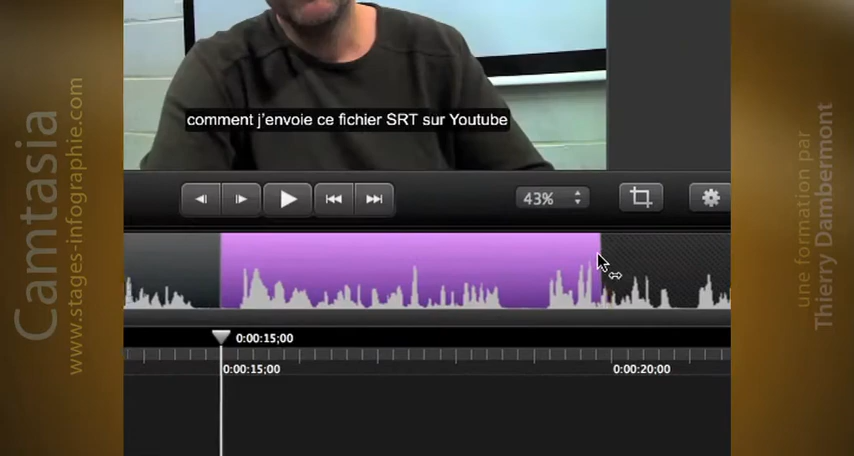 comment j'envoie ce fichier SRT sur Youtube
43%
0:00:15;00
0:00:15;00
0:00:20;00
Camtasia
www.stages-infographie.com
une formation par
Thierry Dambermont